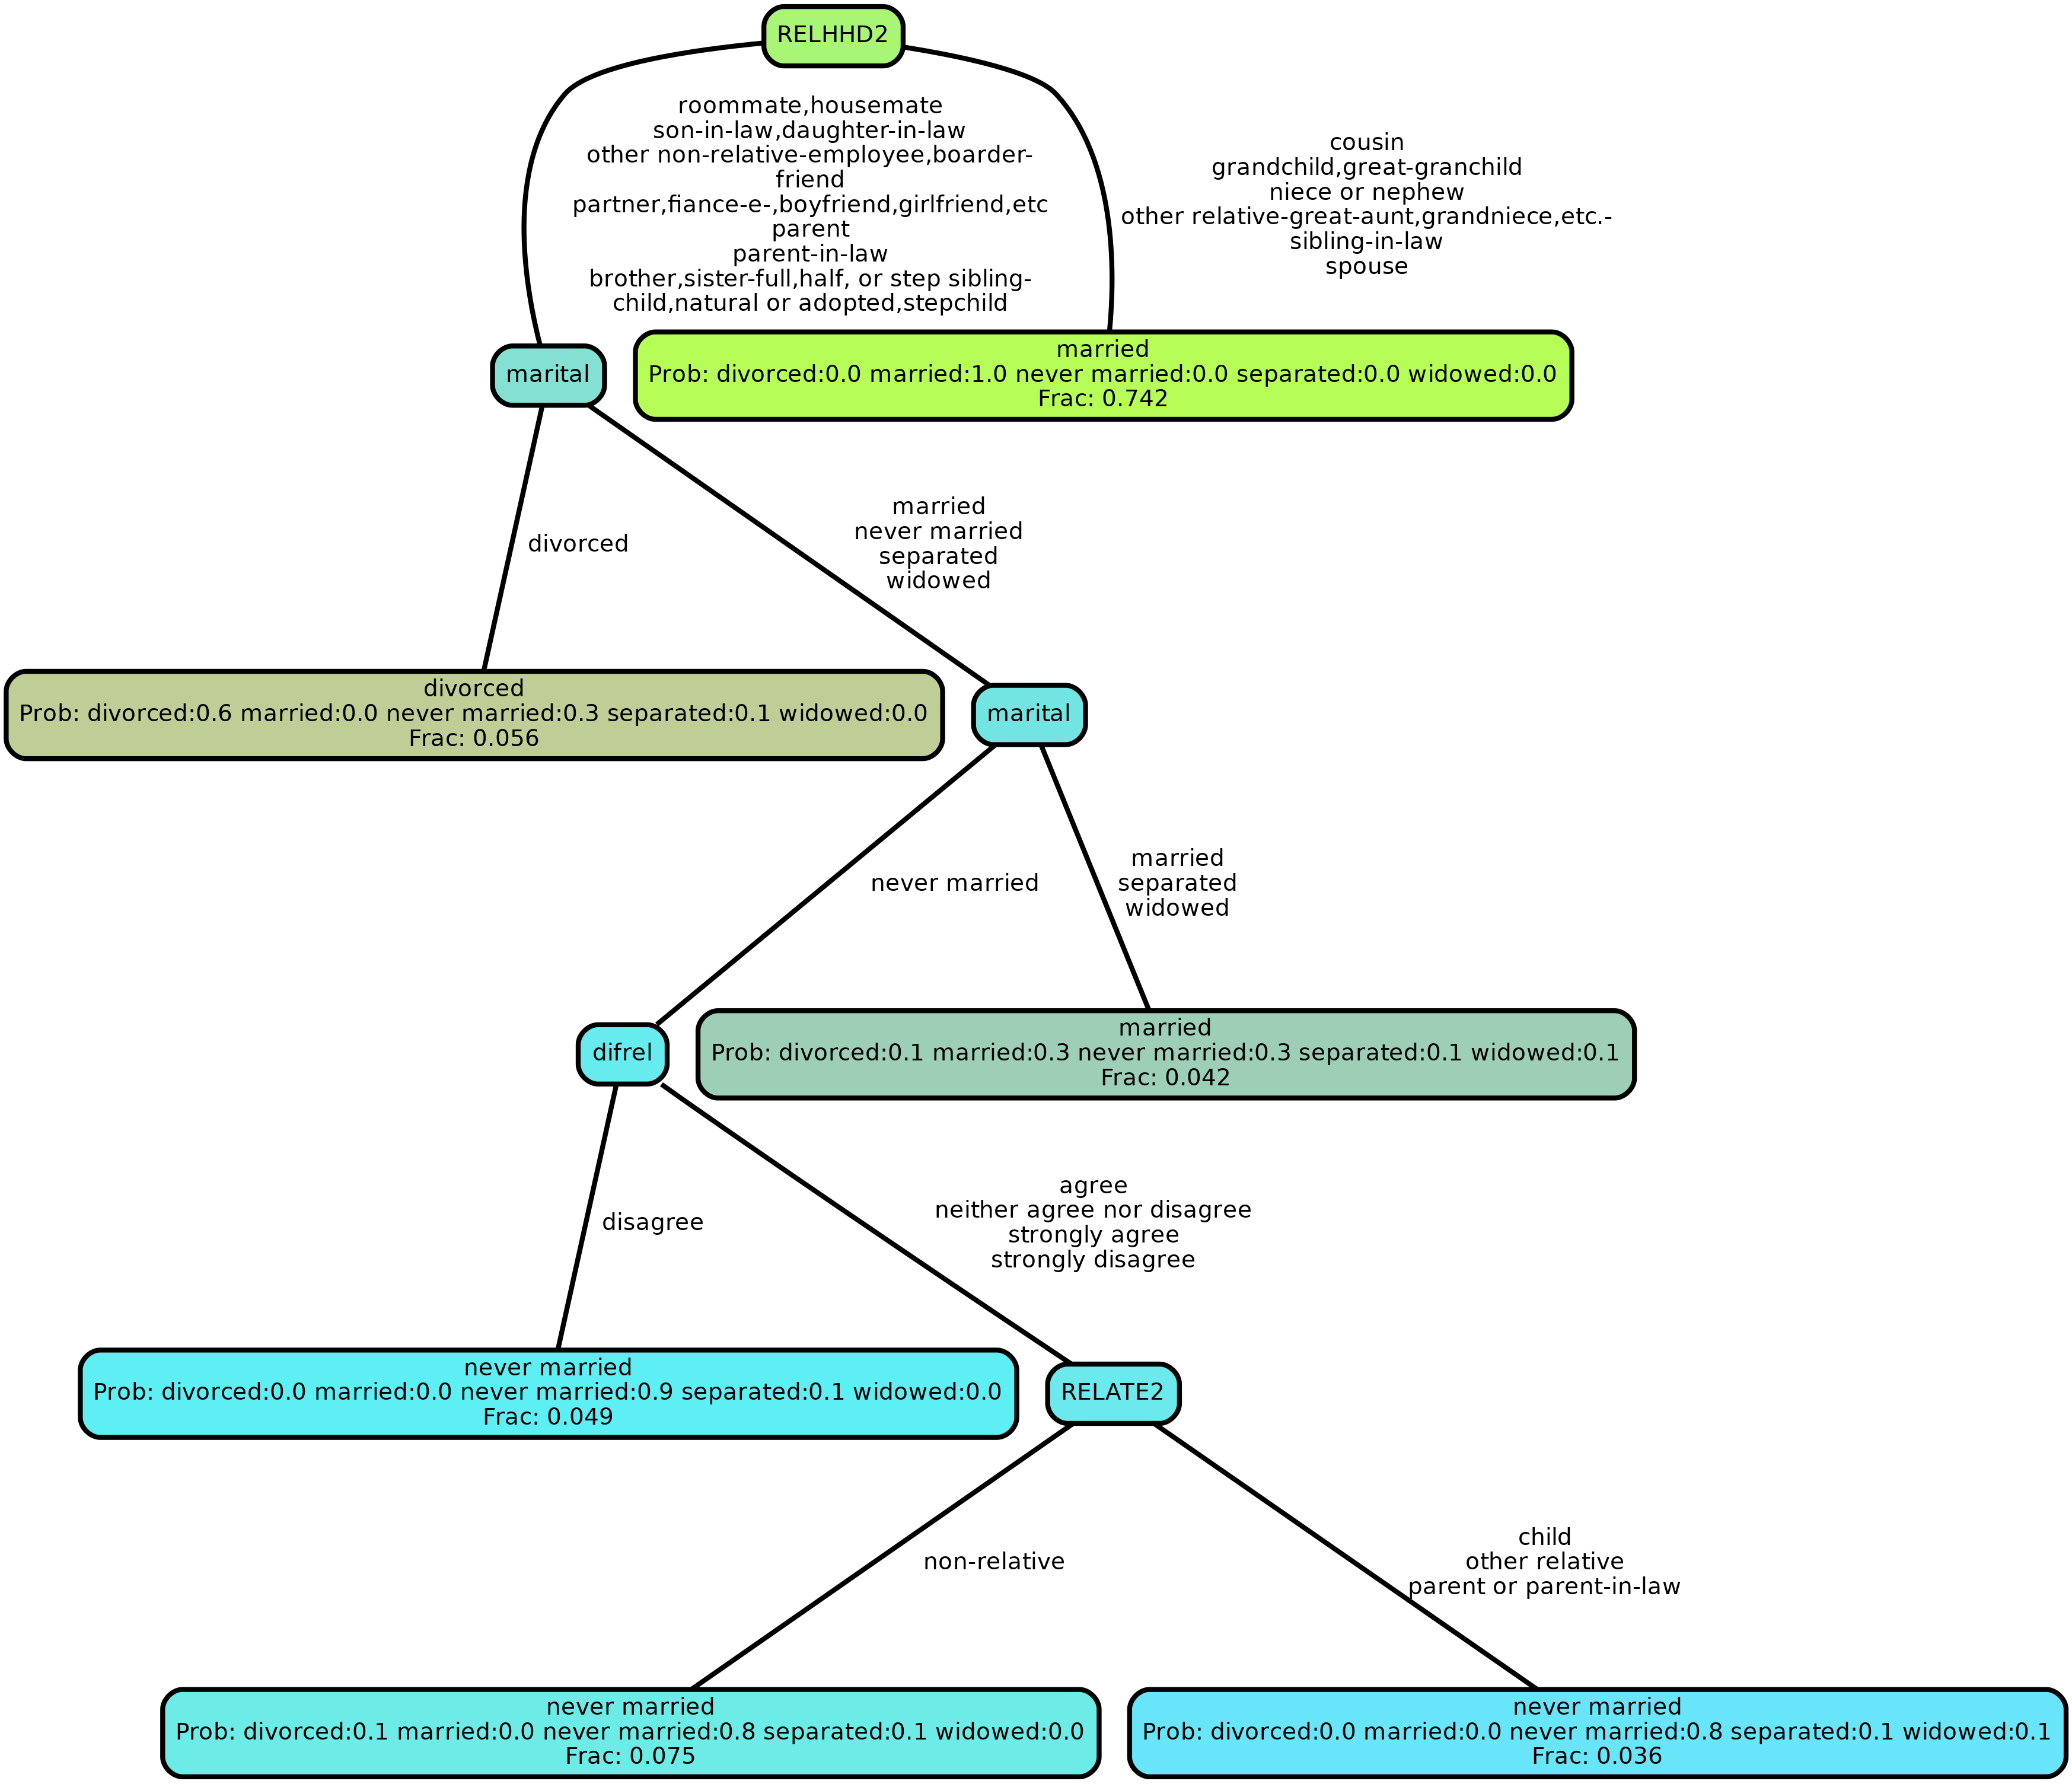 RELHHD2
roommate,housemate
son-in-law,daughter-in-law
other non-relative-employee,boarder-
friend
partner,fiance-e-,boyfriend,girlfriend,etc
parent
parent-in-law
brother,sister-full,half, or step sibling-
child,natural or adopted,stepchild
cousin
grandchild,great-granchild
niece or nephew
other relative-great-aunt,grandniece,etc.-
sibling-in-law
spouse
marital
married
Prob: divorced:0.0 married:1.0 never married:0.0 separated:0.0 widowed:0.0
Frac: 0.742
divorced
married
never married
separated
widowed
divorced
Prob: divorced:0.6 married:0.0 never married:0.3 separated:0.1 widowed:0.0
Frac: 0.056
marital
never married
married
separated
widowed
difrel
married
Prob: divorced:0.1 married:0.3 never married:0.3 separated:0.1 widowed:0.1
Frac: 0.042
disagree
agree
neither agree nor disagree
strongly agree
strongly disagree
never married
Prob: divorced:0.0 married:0.0 never married:0.9 separated:0.1 widowed:0.0
Frac: 0.049
RELATE2
non-relative
child
other relative
parent or parent-in-law
never married
Prob: divorced:0.1 married:0.0 never married:0.8 separated:0.1 widowed:0.0
Frac: 0.075
never married
Prob: divorced:0.0 married:0.0 never married:0.8 separated:0.1 widowed:0.1
Frac: 0.036